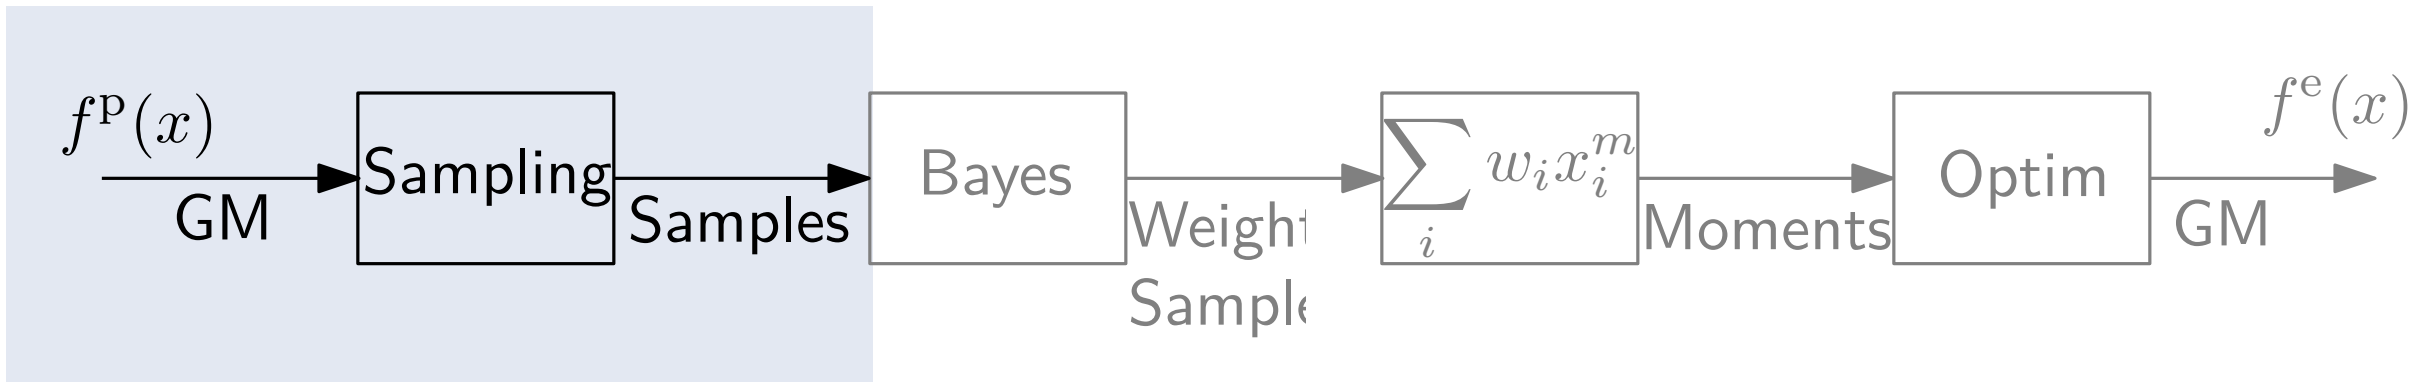 f^p(x)
GM
Sampling
Samples
Bayes
Weight
Sample
∑_i w_i x_i^m
Moments
Optim
f^e(x)
GM